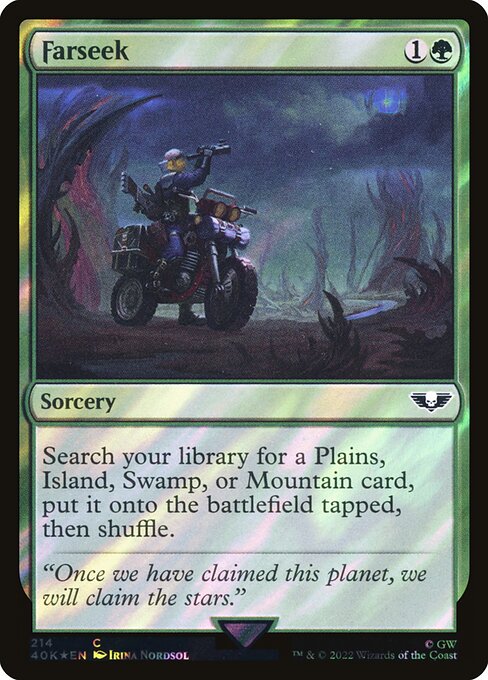 Farseek 1
Sorcery
Search your library for a Plains,
Island, Swamp, or Mountain card,
put it onto the battlefield tapped,
then shuffle.
“Once we have claimed this planet, we
will claim the stars.”
214 C © GW
40K★EN Irina Nordsol ™ & © 2022 Wizards of the Coast